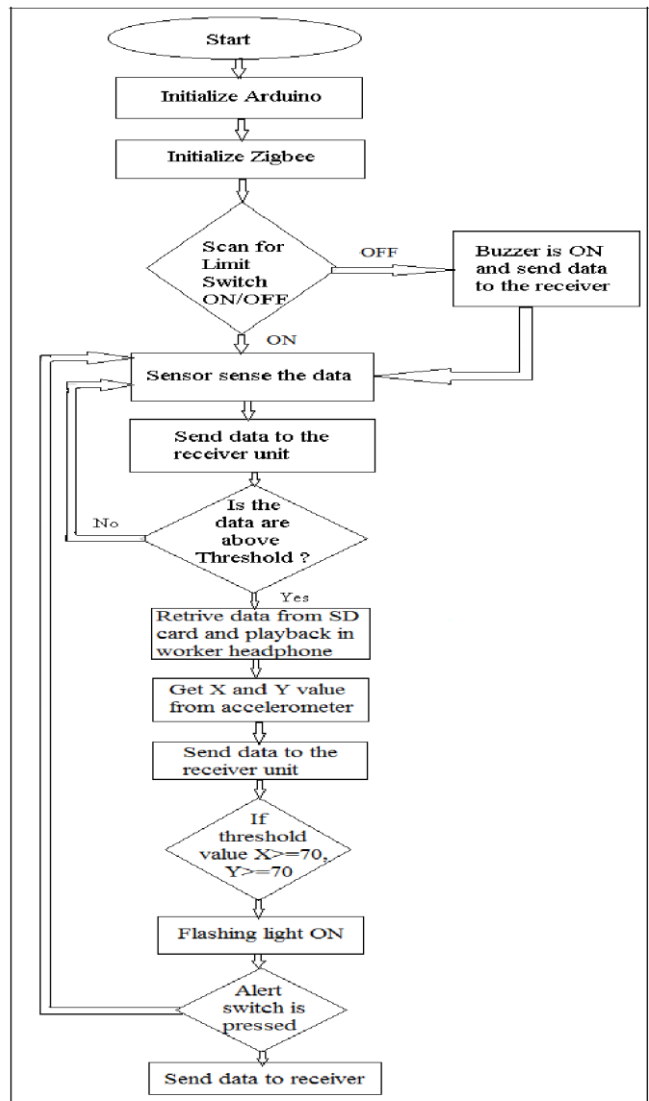 Start
Initialize Arduino
Initialize Zigbee
Scan for
Limit
Switch
ON/OFF
OFF
Buzzer is ON
and send data
to the receiver
ON
Sensor sense the data
Send data to the
receiver unit
Is the
data are
above
Threshold ?
No
Yes
Retrive data from SD
card and playback in
worker headphone
Get X and Y value
from accelerometer
Send data to the
receiver unit
If
threshold
value X>=70,
Y>=70
Flashing light ON
Alert
switch is
pressed
Send data to receiver